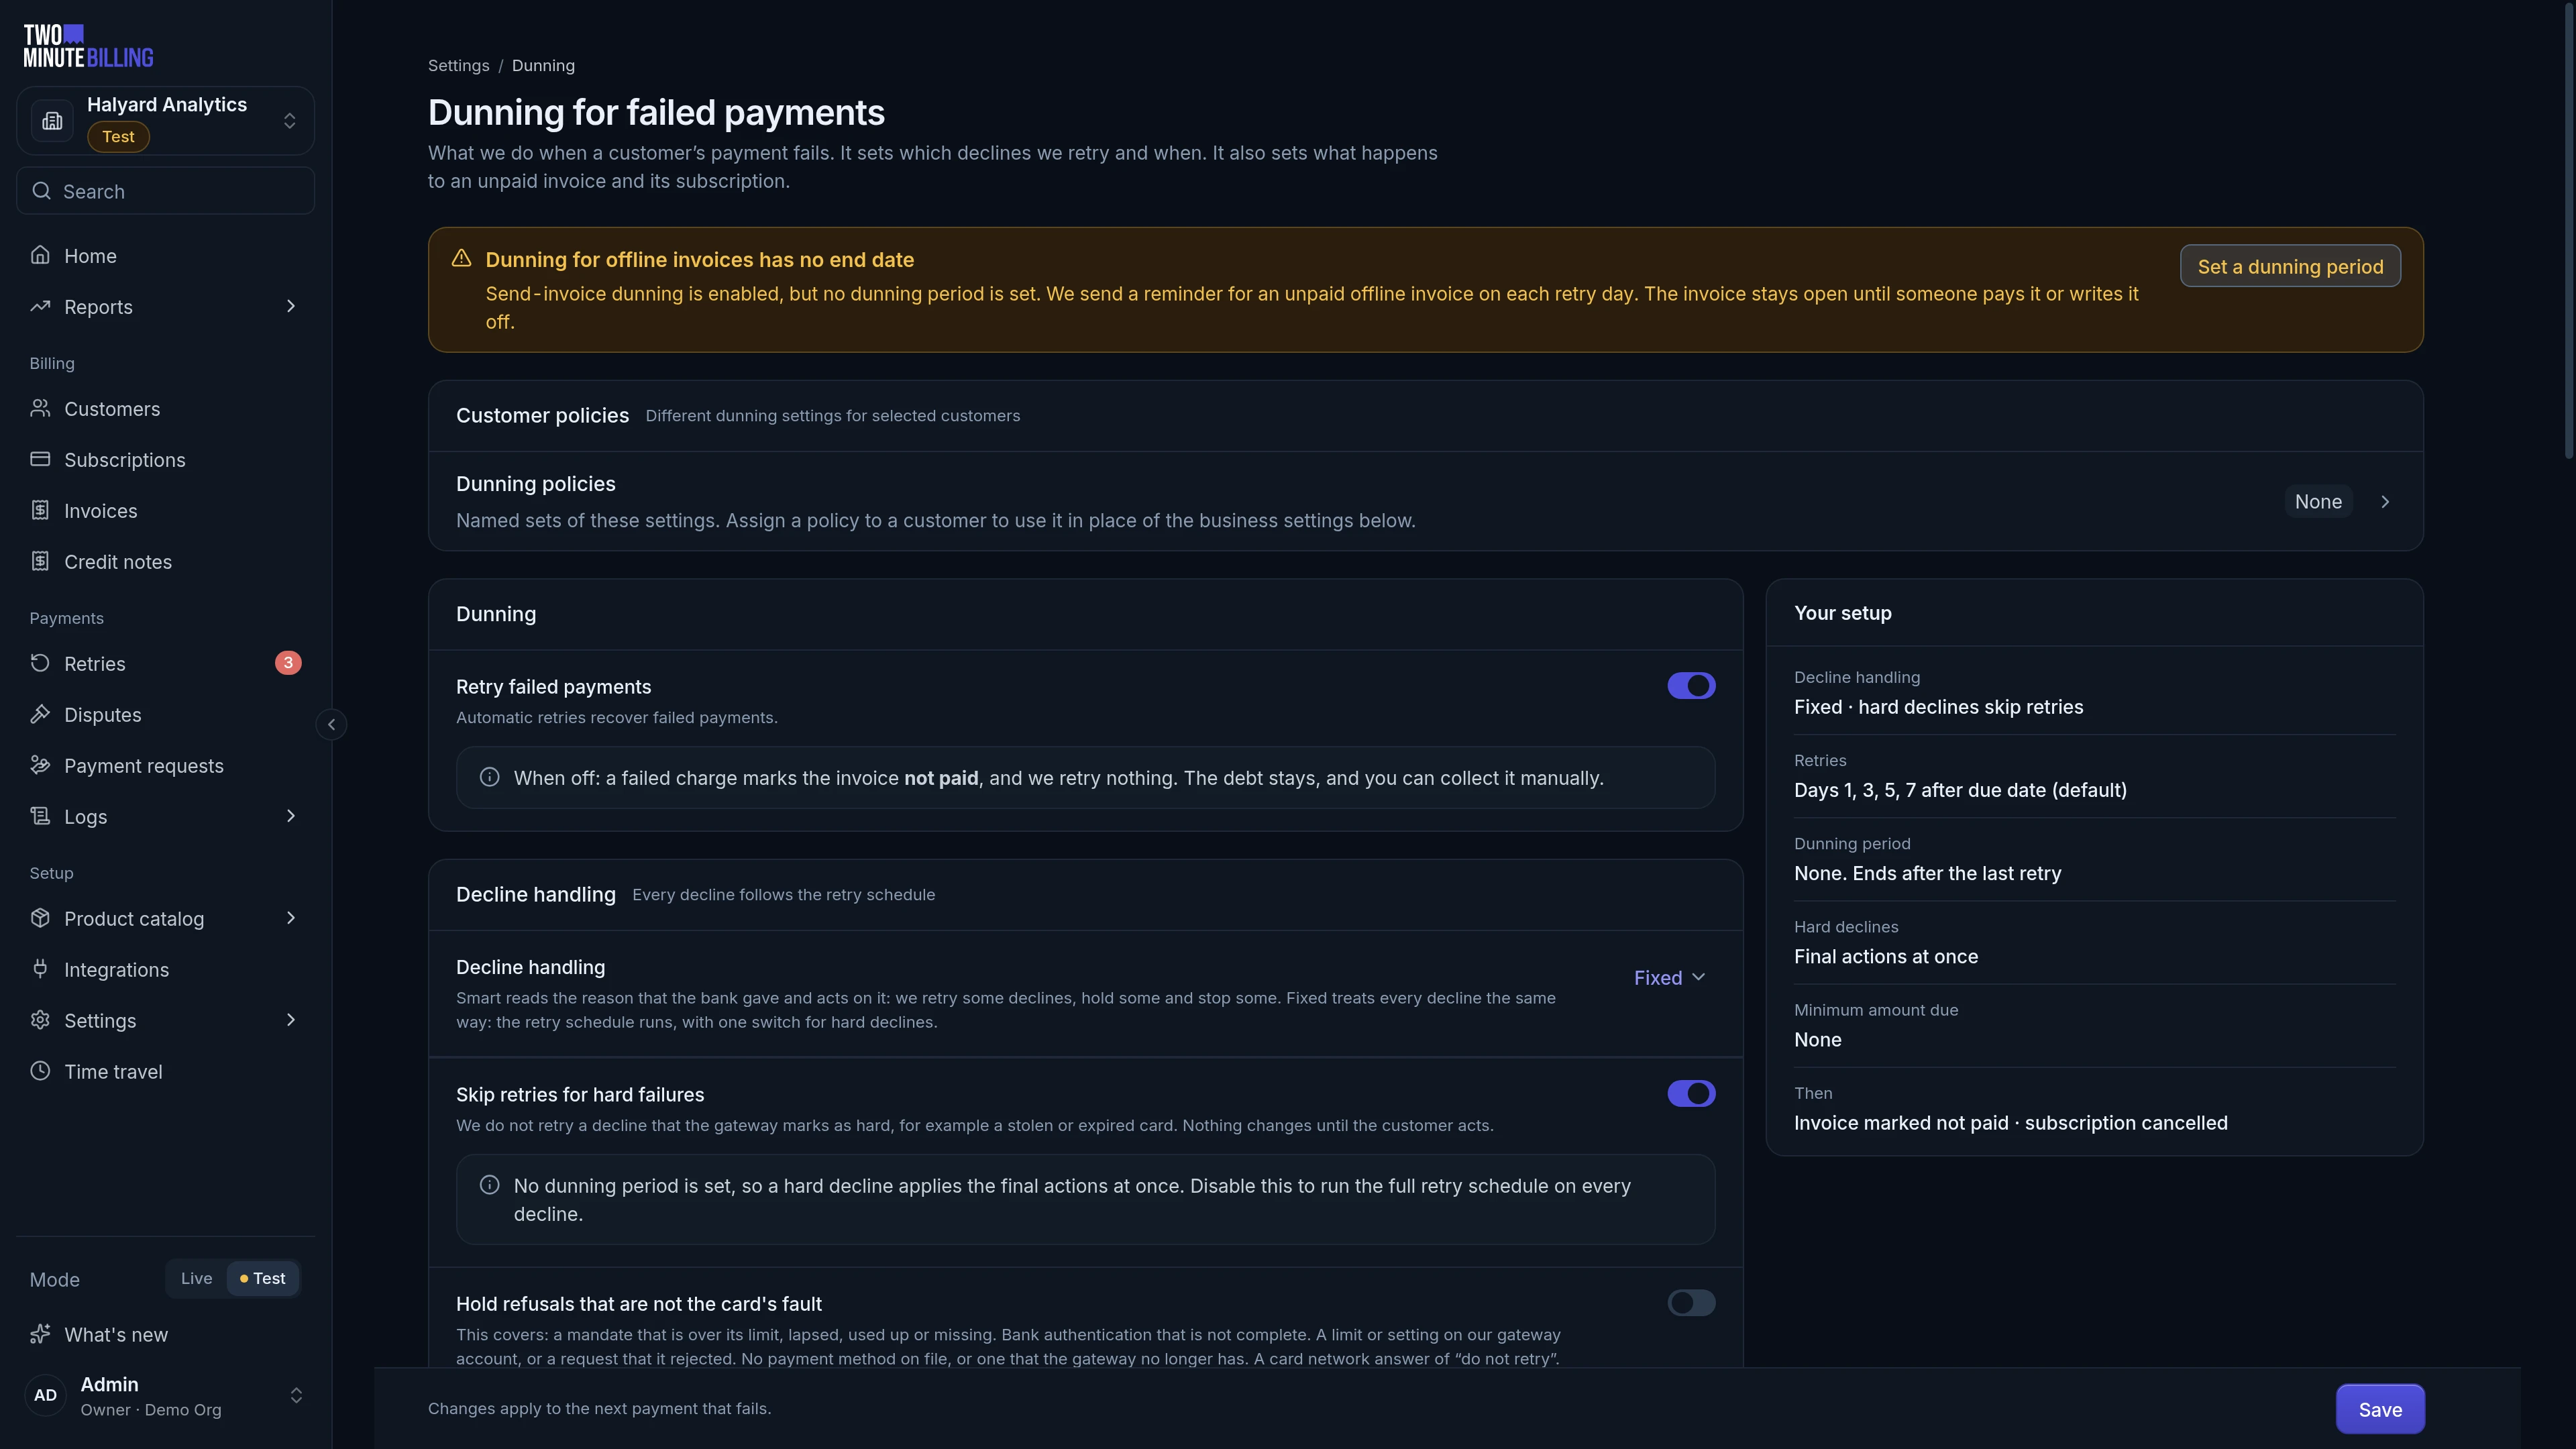 TWO
MINUTE BILLING
Halyard Analytics
Test
Search
Home
Reports
Billing
Customers
Subscriptions
Invoices
Credit notes
Payments
Retries
3
Disputes
Payment requests
Logs
Setup
Product catalog
Integrations
Settings
Time travel
Mode
Live
Test
What's new
AD
Admin
Owner · Demo Org
Settings / Dunning
Dunning for failed payments
What we do when a customer’s payment fails. It sets which declines we retry and when. It also sets what happens
to an unpaid invoice and its subscription.
Dunning for offline invoices has no end date
Send-invoice dunning is enabled, but no dunning period is set. We send a reminder for an unpaid offline invoice on each retry day. The invoice stays open until someone pays it or writes it
off.
Set a dunning period
Customer policies Different dunning settings for selected customers
Dunning policies
Named sets of these settings. Assign a policy to a customer to use it in place of the business settings below.
None
Dunning
Retry failed payments
Automatic retries recover failed payments.
When off: a failed charge marks the invoice not paid, and we retry nothing. The debt stays, and you can collect it manually.
Decline handling Every decline follows the retry schedule
Decline handling
Smart reads the reason that the bank gave and acts on it: we retry some declines, hold some and stop some. Fixed treats every decline the same
way: the retry schedule runs, with one switch for hard declines.
Fixed
Skip retries for hard failures
We do not retry a decline that the gateway marks as hard, for example a stolen or expired card. Nothing changes until the customer acts.
No dunning period is set, so a hard decline applies the final actions at once. Disable this to run the full retry schedule on every
decline.
Hold refusals that are not the card's fault
This covers: a mandate that is over its limit, lapsed, used up or missing. Bank authentication that is not complete. A limit or setting on our gateway
account, or a request that it rejected. No payment method on file, or one that the gateway no longer has. A card network answer of “do not retry”.
Your setup
Decline handling
Fixed · hard declines skip retries
Retries
Days 1, 3, 5, 7 after due date (default)
Dunning period
None. Ends after the last retry
Hard declines
Final actions at once
Minimum amount due
None
Then
Invoice marked not paid · subscription cancelled
Changes apply to the next payment that fails.
Save